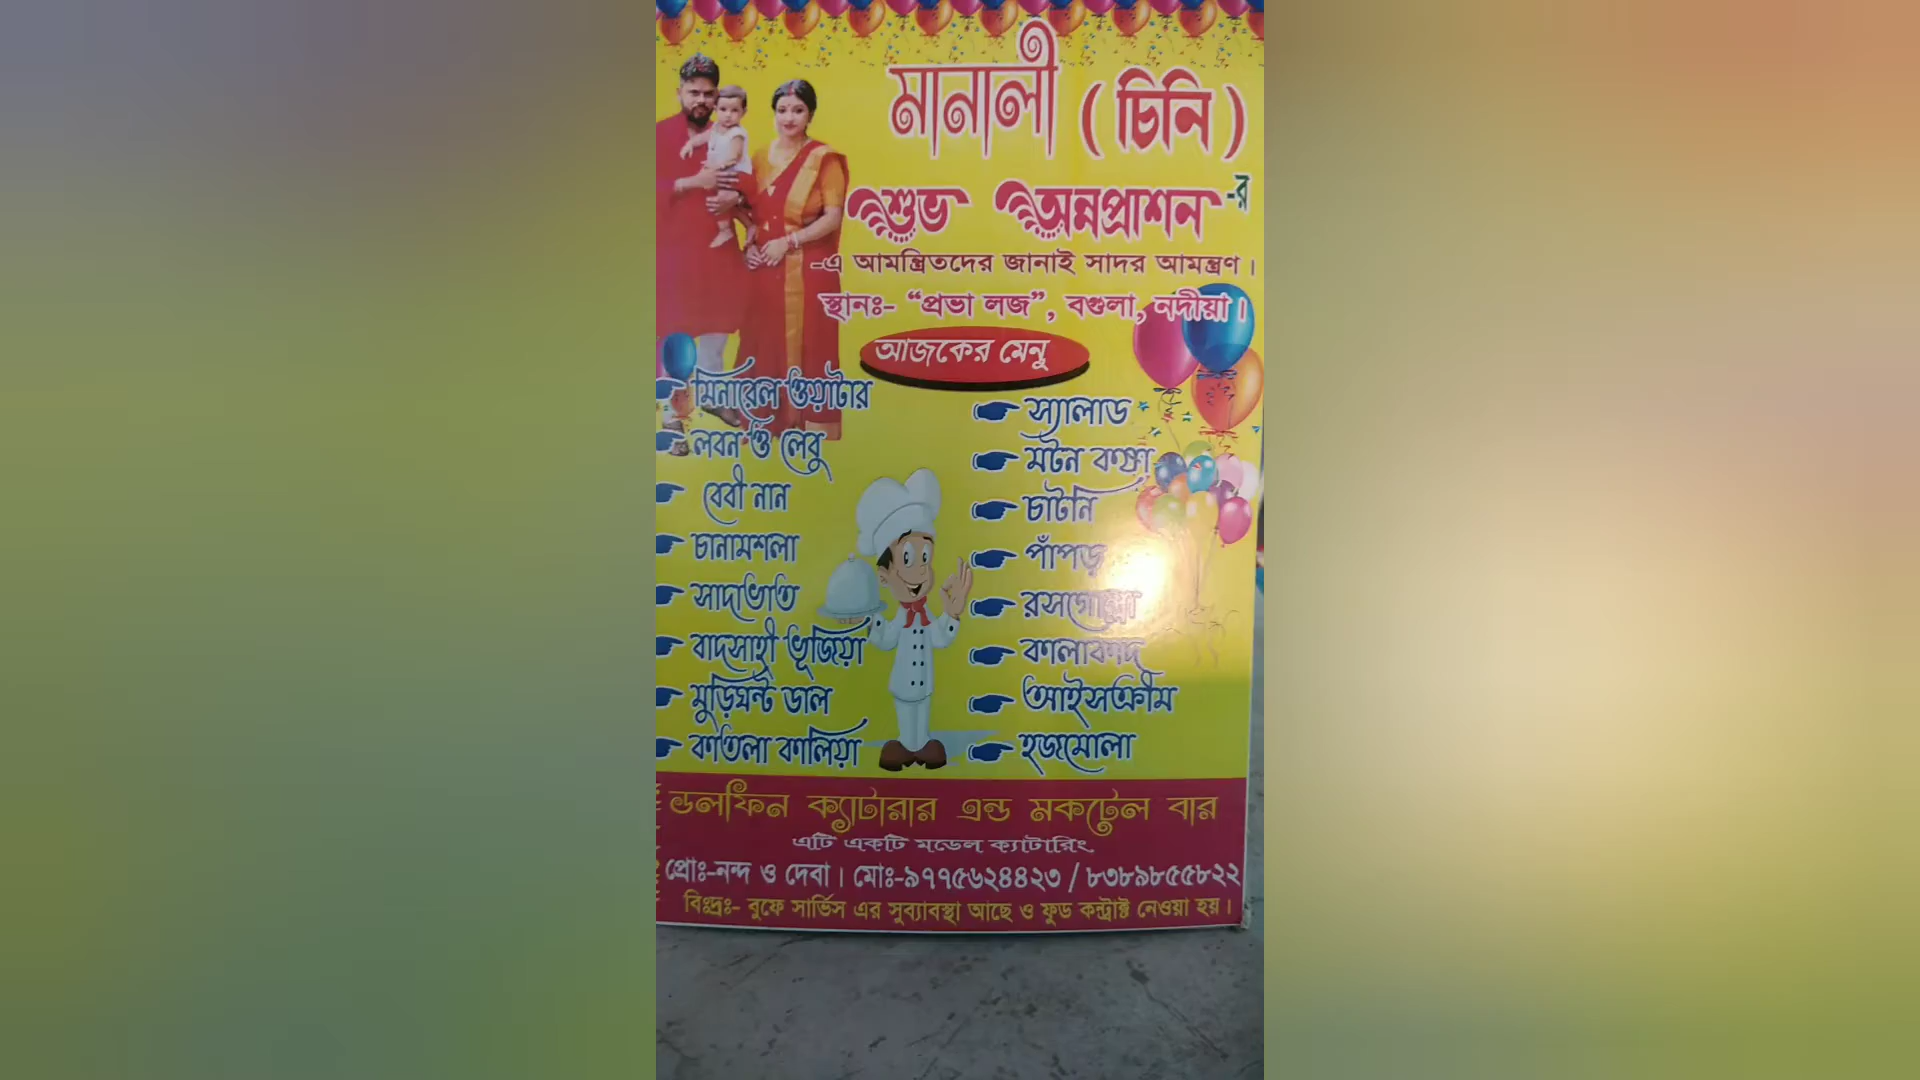 মানালী (চিনি)
-র
শুভ অন্নপ্রাশন
-এ আমন্ত্রিতদের জানাই সাদর আমন্ত্রণ।
স্থানঃ- “প্রভা লজ”, বগুলা, নদীয়া।
আজকের মেনু
মিনারেল ওয়াটার
লবন ও লেবু
বেবী নান
চানামশলা
সাদাভাত
বাদসাহী ভূজিয়া
মুড়িঘন্ট ডাল
কাতলা কালিয়া
স্যালাড
মটন কষা
চাটনি
পাঁপড়
রসগোল্লা
কালাকাদ
আইসক্রীম
হজমোলা
ডলফিন ক্যাটারার এন্ড মকটেল বার
এটি একটি মডেল ক্যাটারিং
প্রোঃ-নন্দ ও দেবা। মোঃ-৯৭৭৫৬২৪৪২৩ / ৮৩৮৯৮৫৫৮২২
বিঃদ্রঃ- বুফে সার্ভিস এর সুব্যাবস্থা আছে ও ফুড কন্ট্রাক্ট নেওয়া হয়।